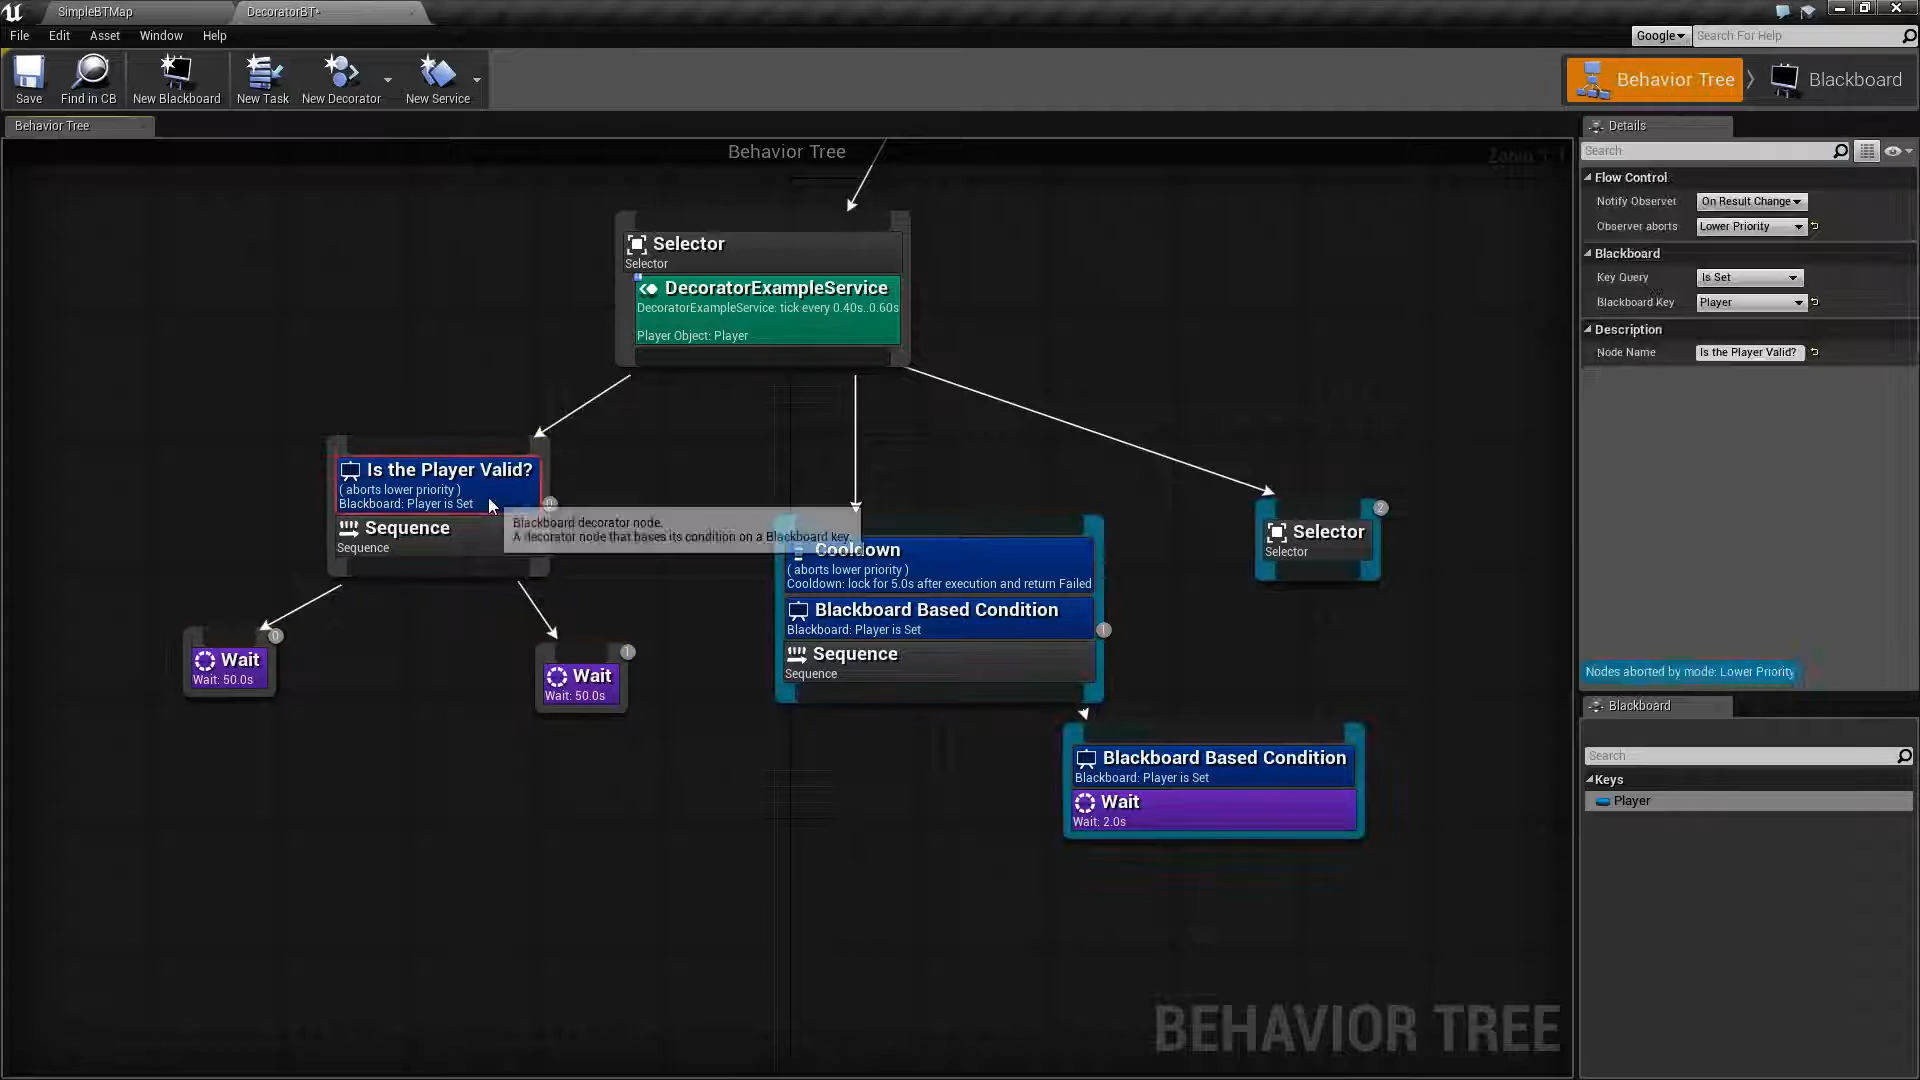 SimpleBTMap
DecoratorBT*
File Edit Asset Window Help
Google
Search For Help
Save
Find in CB
New Blackboard
New Task
New Decorator
New Service
Behavior Tree
Blackboard
Behavior Tree
Behavior Tree
Selector
Selector
DecoratorExampleService
DecoratorExampleService: tick every 0.40s..0.60s
Player Object: Player
Is the Player Valid?
( aborts lower priority )
Blackboard: Player is Set
0
Sequence
Sequence
Blackboard decorator node.
A decorator node that bases its condition on a Blackboard key.
Cooldown
( aborts lower priority )
Cooldown: lock for 5.0s after execution and return Failed
Blackboard Based Condition
Blackboard: Player is Set
1
Sequence
Sequence
Selector
Selector
2
Wait
Wait: 50.0s
0
Wait
Wait: 50.0s
1
Blackboard Based Condition
Blackboard: Player is Set
Wait
Wait: 2.0s
BEHAVIOR TREE
Details
Search
Flow Control
Notify Observer
On Result Change
Observer aborts
Lower Priority
Blackboard
Key Query
Is Set
Blackboard Key
Player
Description
Node Name
Is the Player Valid?
Nodes aborted by mode: Lower Priority
Blackboard
Search
Keys
Player